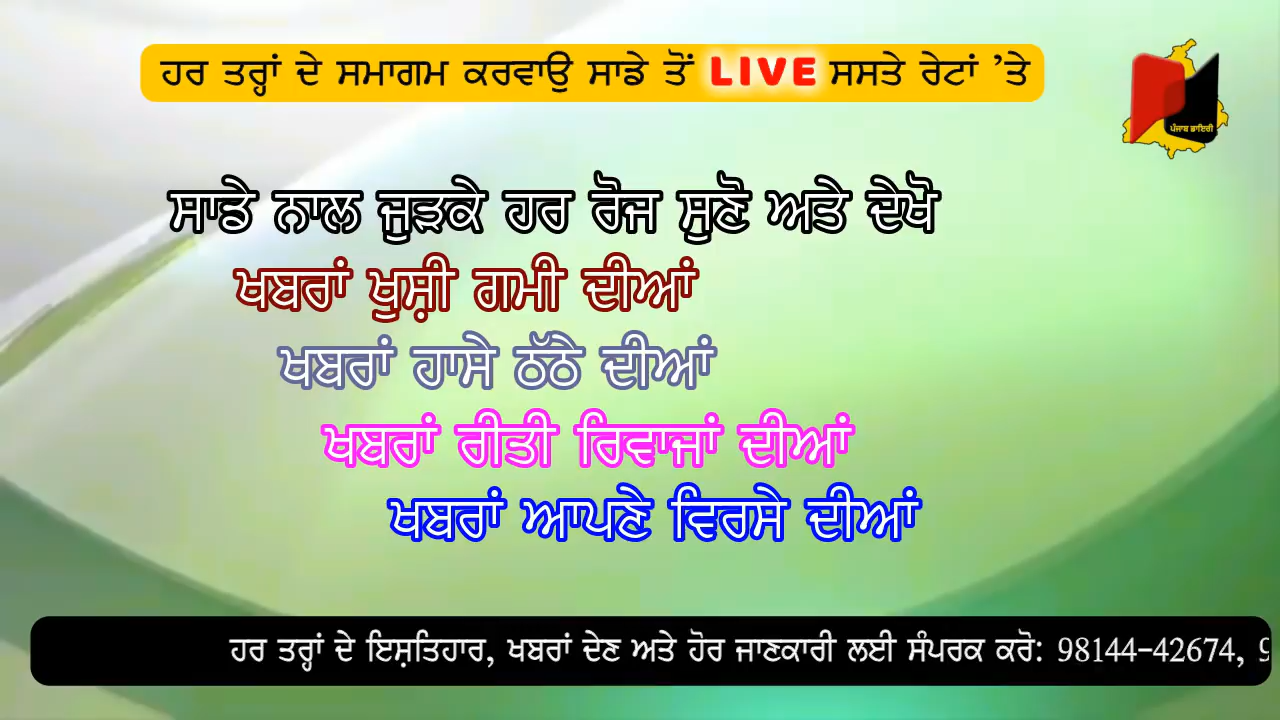 ਹਰ ਤਰ੍ਹਾਂ ਦੇ ਸਮਾਗਮ ਕਰਵਾਉ ਸਾਡੇ ਤੋਂ LIVE ਸਸਤੇ ਰੇਟਾਂ ’ਤੇ
ਪੰਜਾਬ ਡਾਇਰੀ
ਸਾਡੇ ਨਾਲ ਜੁੜਕੇ ਹਰ ਰੋਜ ਸੁਣੋ ਅਤੇ ਦੇਖੋ
ਖਬਰਾਂ ਖੁਸ਼ੀ ਗਮੀ ਦੀਆਂ
ਖਬਰਾਂ ਹਾਸੇ ਠੱਠੇ ਦੀਆਂ
ਖਬਰਾਂ ਰੀਤੀ ਰਿਵਾਜਾਂ ਦੀਆਂ
ਖਬਰਾਂ ਆਪਣੇ ਵਿਰਸੇ ਦੀਆਂ
ਹਰ ਤਰ੍ਹਾਂ ਦੇ ਇਸ਼ਤਿਹਾਰ, ਖਬਰਾਂ ਦੇਣ ਅਤੇ ਹੋਰ ਜਾਣਕਾਰੀ ਲਈ ਸੰਪਰਕ ਕਰੋ: 98144-42674,